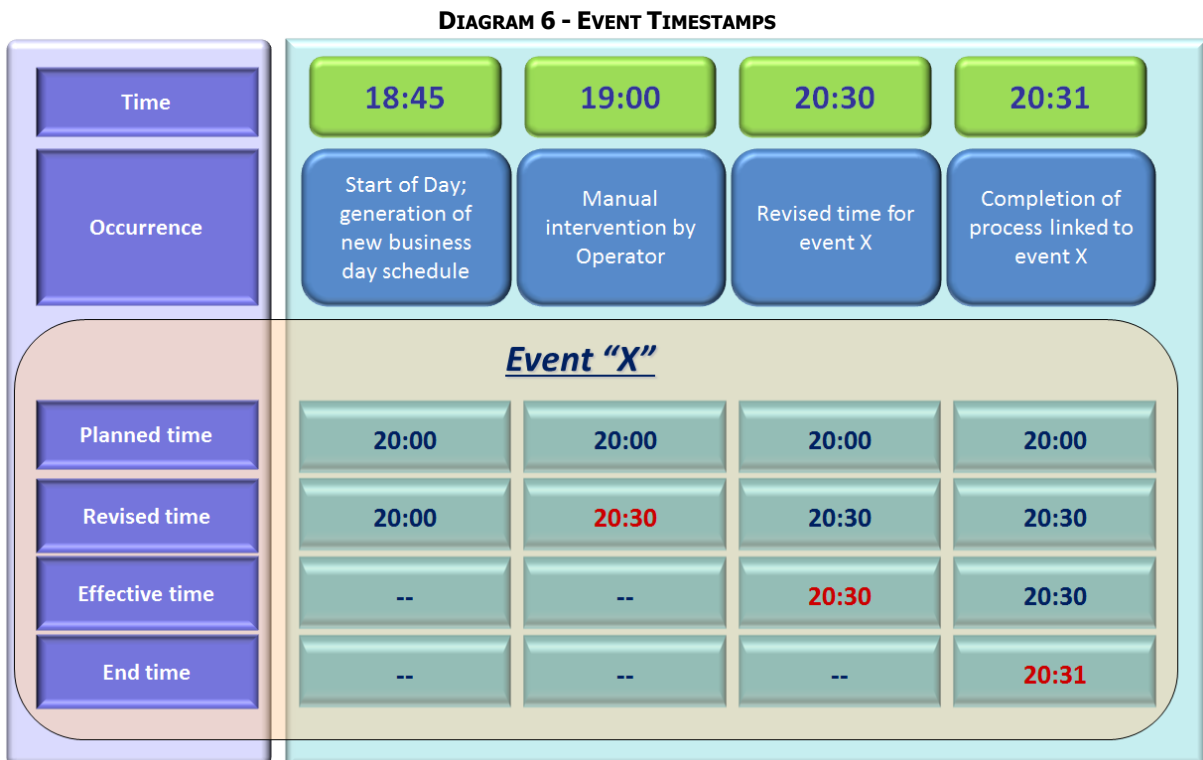 DIAGRAM 6 - EVENT TIMESTAMPS
Time
18:45
19:00
20:30
20:31
Occurrence
Start of Day;
generation of
new business
day schedule
Manual
intervention by
Operator
Revised time for
event X
Completion of
process linked to
event X
Event “X”
Planned time
20:00
20:00
20:00
20:00
Revised time
20:00
20:30
20:30
20:30
Effective time
--
--
20:30
20:30
End time
--
--
--
20:31